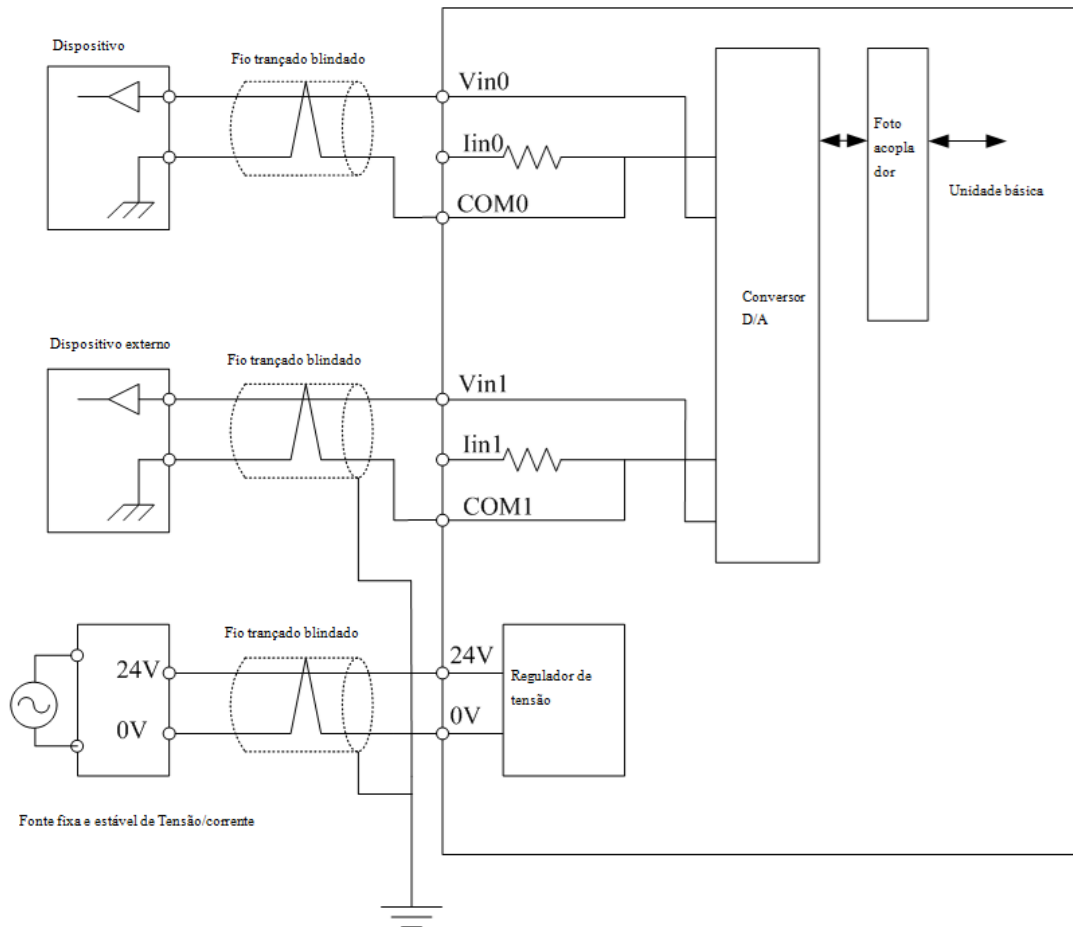 Dispositivo
Fio trançado blindado
Vin0
Iin0
COM0
Foto
acopla
dor
Unidade básica
Conversor
D/A
Dispositivo externo
Fio trançado blindado
Vin1
Iin1
COM1
Fio trançado blindado
24V
0V
24V
0V
Regulador de
tensão
Fonte fixa e estável de Tensão/corrente